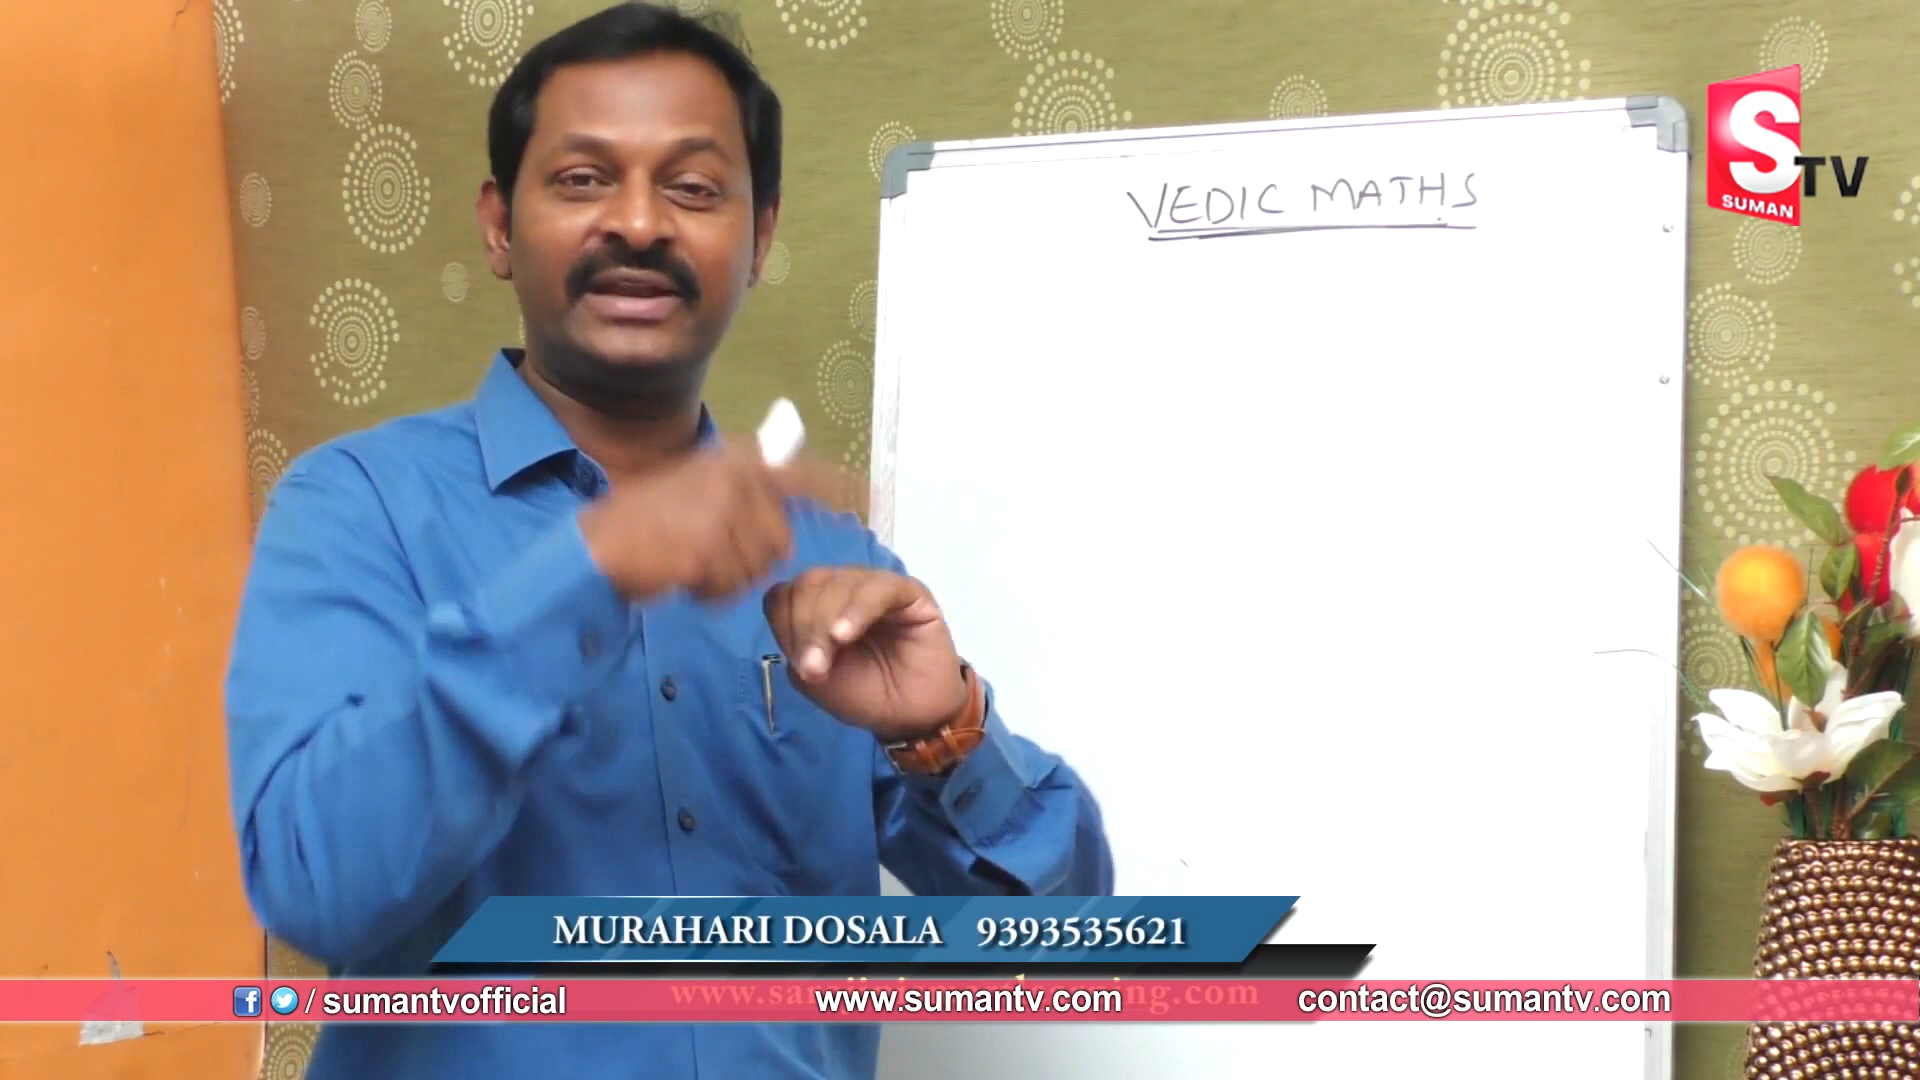 VEDIC MATHS
S
TV
SUMAN
MURAHARI DOSALA 9393535621
/ sumantvofficial
www.sumantv.com
contact@sumantv.com